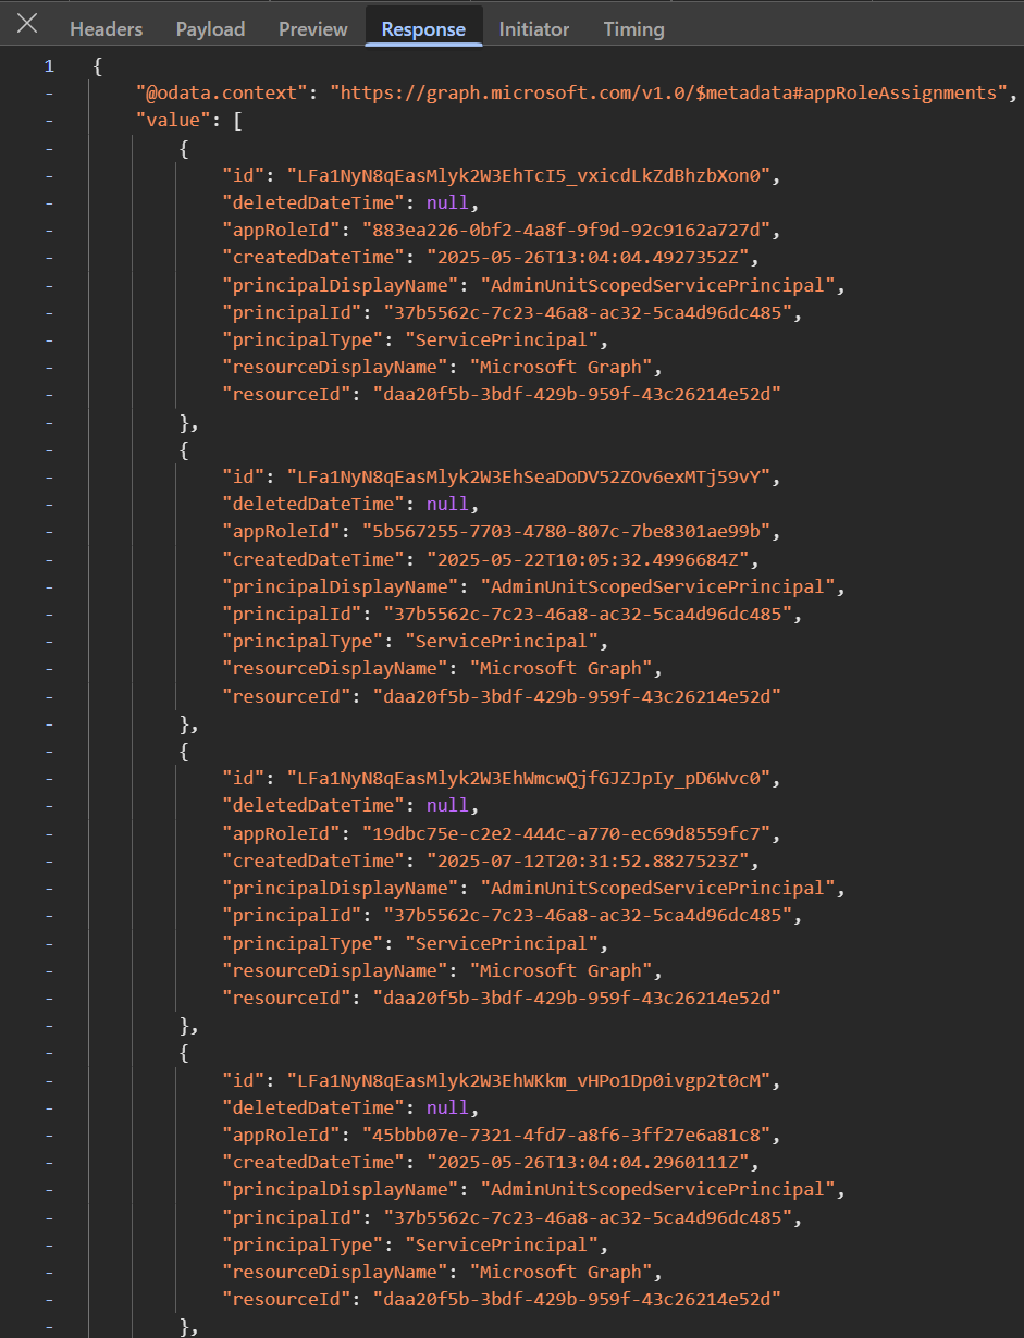 Headers Payload Preview Response Initiator Timing
1 {
- "@odata.context": "https://graph.microsoft.com/v1.0/$metadata#appRoleAssignments",
- "value": [
- {
- "id": "LFa1NyN8qEasMlyk2W3EhTcI5_vxicdLkZdBhzbXon0",
- "deletedDateTime": null,
- "appRoleId": "883ea226-0bf2-4a8f-9f9d-92c9162a727d",
- "createdDateTime": "2025-05-26T13:04:04.4927352Z",
- "principalDisplayName": "AdminUnitScopedServicePrincipal",
- "principalId": "37b5562c-7c23-46a8-ac32-5ca4d96dc485",
- "principalType": "ServicePrincipal",
- "resourceDisplayName": "Microsoft Graph",
- "resourceId": "daa20f5b-3bdf-429b-959f-43c26214e52d"
- },
- {
- "id": "LFa1NyN8qEasMlyk2W3EhSeaDoDV52ZOv6exMTj59vY",
- "deletedDateTime": null,
- "appRoleId": "5b567255-7703-4780-807c-7be8301ae99b",
- "createdDateTime": "2025-05-22T10:05:32.4996684Z",
- "principalDisplayName": "AdminUnitScopedServicePrincipal",
- "principalId": "37b5562c-7c23-46a8-ac32-5ca4d96dc485",
- "principalType": "ServicePrincipal",
- "resourceDisplayName": "Microsoft Graph",
- "resourceId": "daa20f5b-3bdf-429b-959f-43c26214e52d"
- },
- {
- "id": "LFa1NyN8qEasMlyk2W3EhWmcwQjfGJZJpIy_pD6Wvc0",
- "deletedDateTime": null,
- "appRoleId": "19dbc75e-c2e2-444c-a770-ec69d8559fc7",
- "createdDateTime": "2025-07-12T20:31:52.8827523Z",
- "principalDisplayName": "AdminUnitScopedServicePrincipal",
- "principalId": "37b5562c-7c23-46a8-ac32-5ca4d96dc485",
- "principalType": "ServicePrincipal",
- "resourceDisplayName": "Microsoft Graph",
- "resourceId": "daa20f5b-3bdf-429b-959f-43c26214e52d"
- },
- {
- "id": "LFa1NyN8qEasMlyk2W3EhWKkm_vHPo1Dp0ivgp2t0cM",
- "deletedDateTime": null,
- "appRoleId": "45bbb07e-7321-4fd7-a8f6-3ff27e6a81c8",
- "createdDateTime": "2025-05-26T13:04:04.2960111Z",
- "principalDisplayName": "AdminUnitScopedServicePrincipal",
- "principalId": "37b5562c-7c23-46a8-ac32-5ca4d96dc485",
- "principalType": "ServicePrincipal",
- "resourceDisplayName": "Microsoft Graph",
- "resourceId": "daa20f5b-3bdf-429b-959f-43c26214e52d"
- },